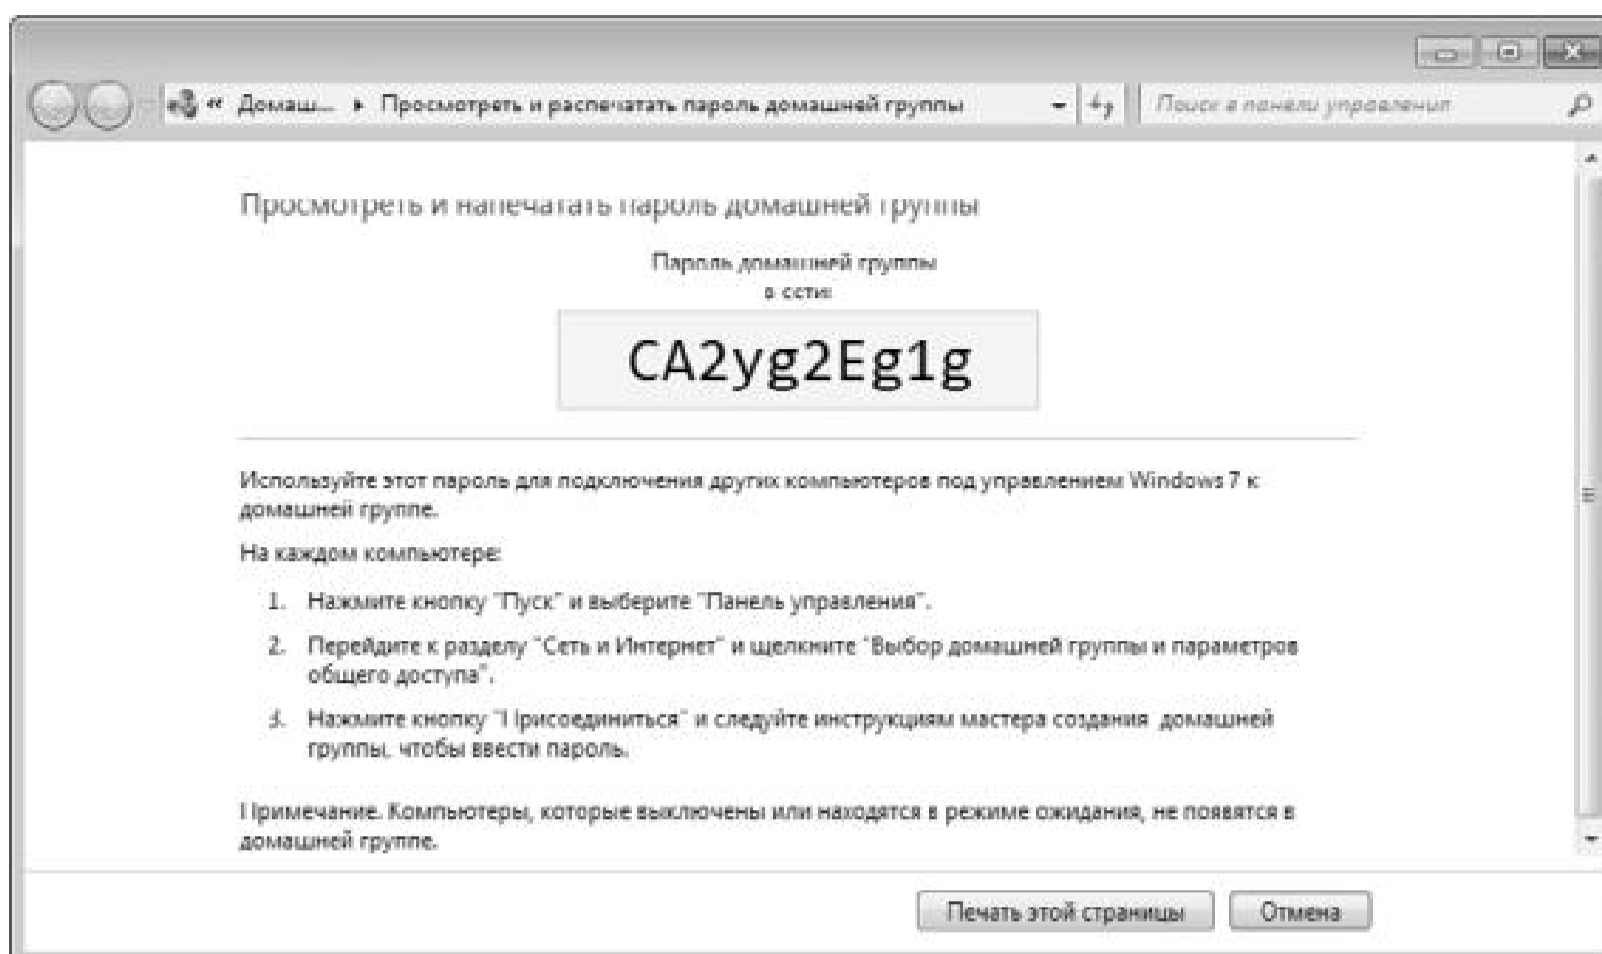 « Домаш... ▸ Просмотреть и распечатать пароль домашней группы
Поиск в панели управления
Просмотреть и напечатать пароль домашней группы
Пароль домашней группы
в сети:
CA2yg2Eg1g
Используйте этот пароль для подключения других компьютеров под управлением Windows 7 к
домашней группе.
На каждом компьютере:
1. Нажмите кнопку "Пуск" и выберите "Панель управления".
2. Перейдите к разделу "Сеть и Интернет" и щелкните "Выбор домашней группы и параметров
общего доступа".
3. Нажмите кнопку "Присоединиться" и следуйте инструкциям мастера создания домашней
группы, чтобы ввести пароль.
Примечание. Компьютеры, которые выключены или находятся в режиме ожидания, не появятся в
домашней группе.
Печать этой страницы
Отмена